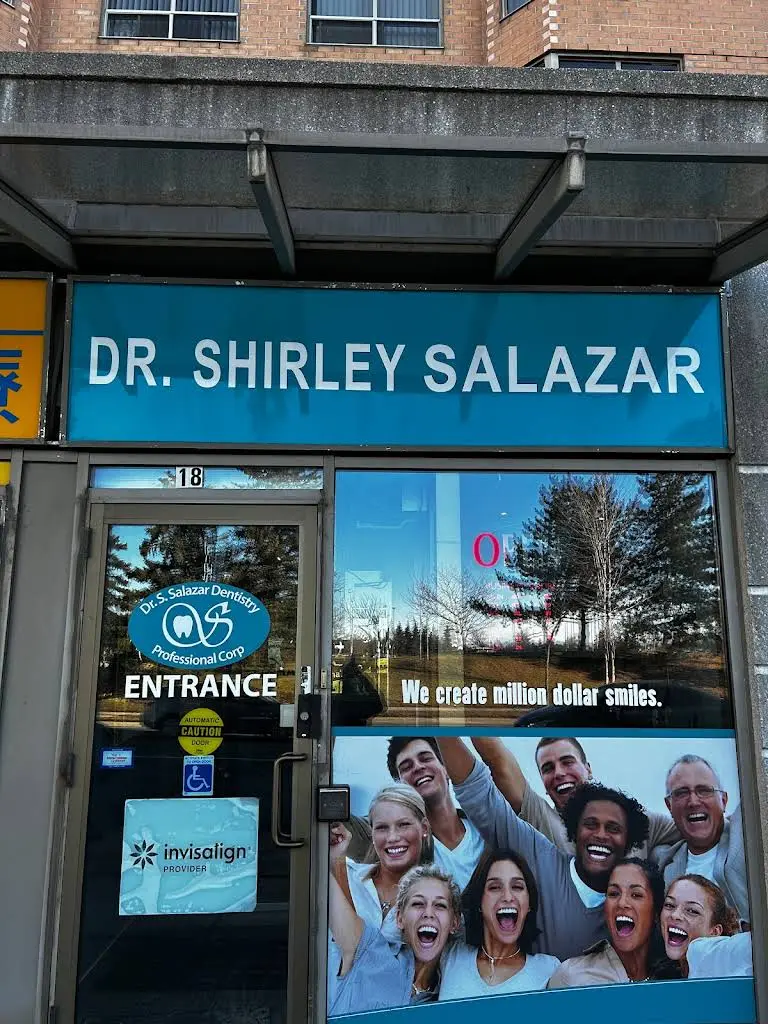 DR. SHIRLEY SALAZAR
18
Dr. S. Salazar Dentistry
Professional Corp
ENTRANCE
AUTOMATIC
CAUTION
DOOR
invisalign
PROVIDER
We create million dollar smiles.